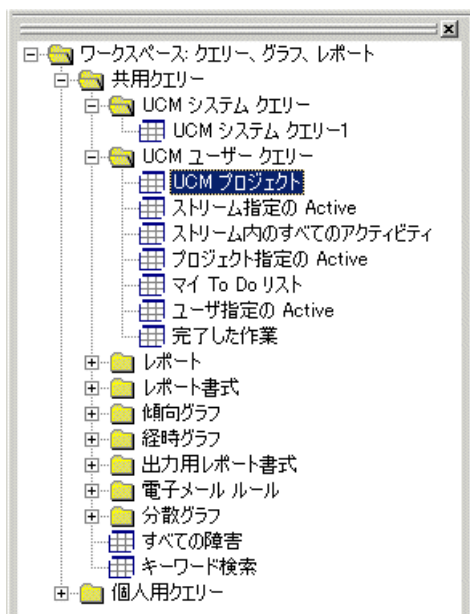 ワークスペース: クエリー、グラフ、レポート
共用クエリー
UCM システム クエリー
UCM システム クエリー1
UCM ユーザー クエリー
UCM プロジェクト
ストリーム指定の Active
ストリーム内のすべてのアクティビティ
プロジェクト指定の Active
マイ To Do リスト
ユーザ指定の Active
完了した作業
レポート
レポート書式
傾向グラフ
経時グラフ
出力用レポート書式
電子メール ルール
分散グラフ
すべての障害
キーワード検索
個人用クエリー